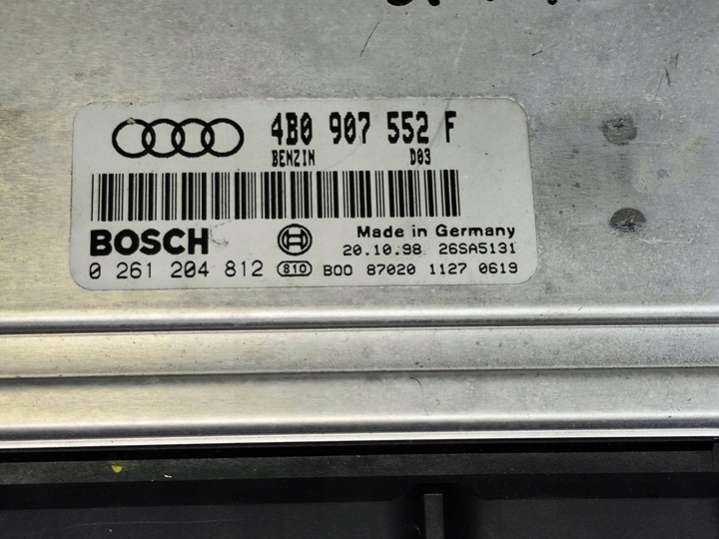 4B0 907 552 F
BENZIN D03
BOSCH Made in Germany
20.10.98 26SA5131
0 261 204 812 810 B00 87020 1127 0619